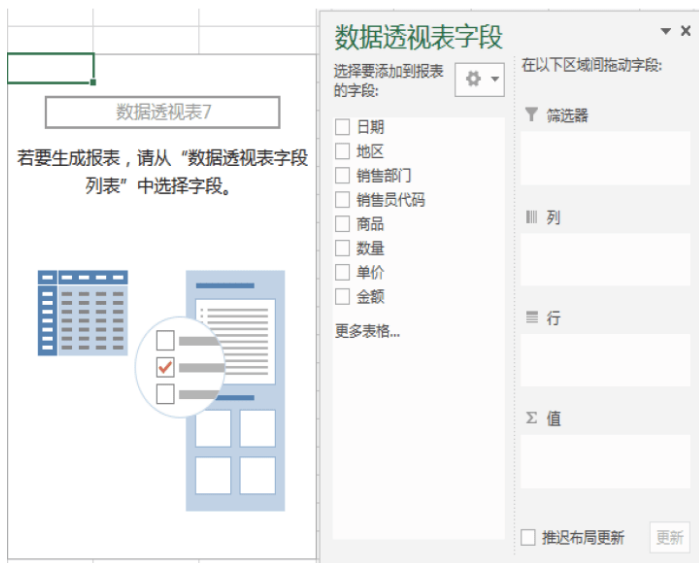 数据透视表7
若要生成报表，请从“数据透视表字段
列表”中选择字段。
数据透视表字段
选择要添加到报表
的字段:
日期
地区
销售部门
销售员代码
商品
数量
单价
金额
更多表格...
在以下区域间拖动字段:
筛选器
列
行
Σ 值
推迟布局更新
更新